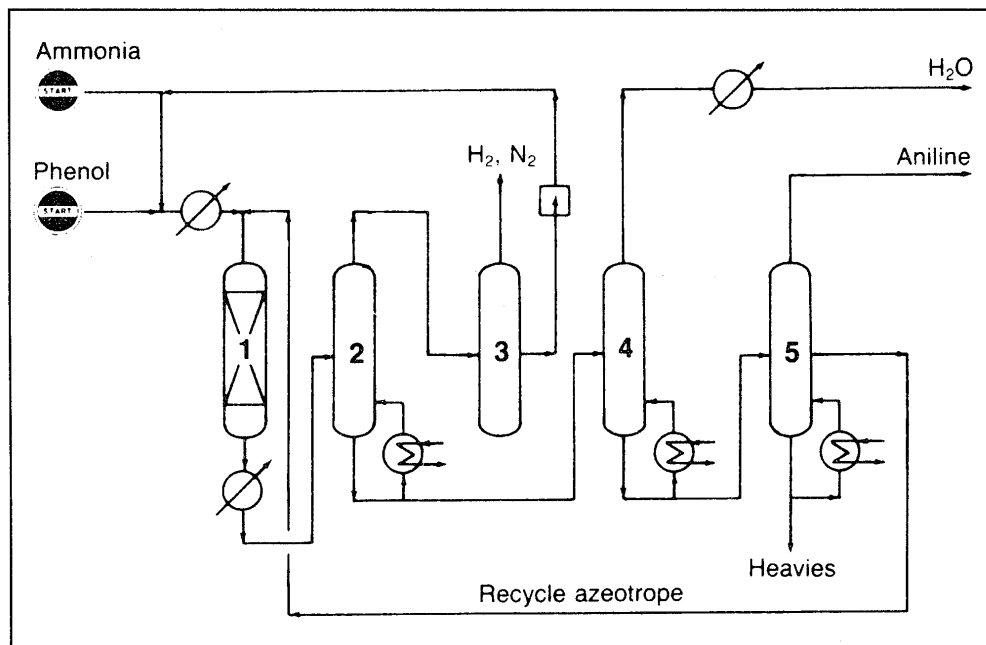 Ammonia
START
H₂O
H₂, N₂
Aniline
Phenol
START
1
2
3
4
5
Heavies
Recycle azeotrope